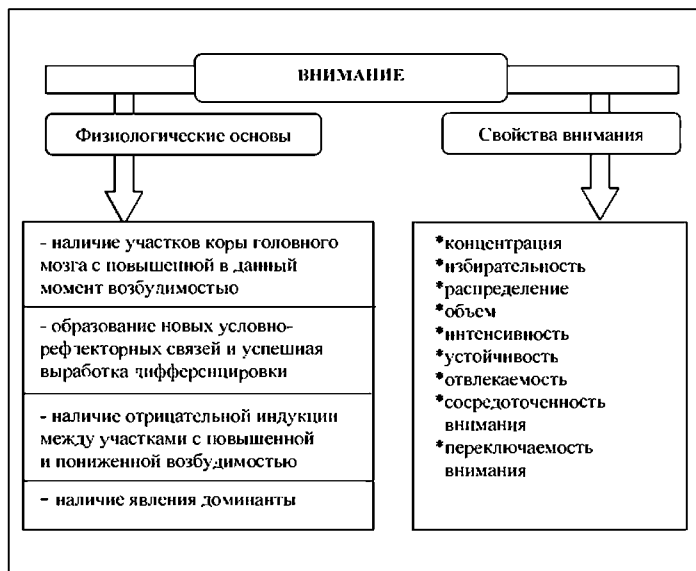 ВНИМАНИЕ
Физиологические основы
Свойства внимания
- наличие участков коры головного
мозга с повышенной в данный
момент возбудимостью
- образование новых условно-
рефлекторных связей и успешная
выработка дифференцировки
- наличие отрицательной индукции
между участками с повышенной
и пониженной возбудимостью
- наличие явления доминанты
*концентрация
*избирательность
*распределение
*объем
*интенсивность
*устойчивость
*отвлекаемость
*сосредоточенность
внимания
*переключаемость
внимания